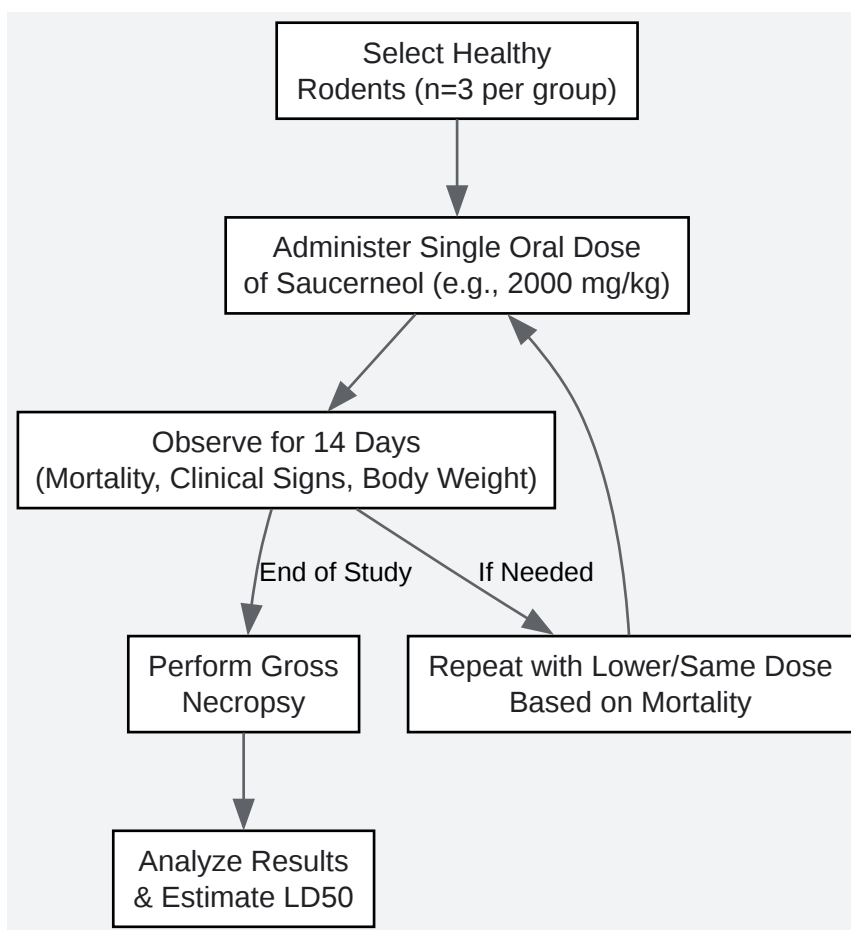 Select Healthy
Rodents (n=3 per group)
Administer Single Oral Dose
of Saucerneol (e.g., 2000 mg/kg)
Observe for 14 Days
(Mortality, Clinical Signs, Body Weight)
End of Study
If Needed
Perform Gross
Necropsy
Repeat with Lower/Same Dose
Based on Mortality
Analyze Results
& Estimate LD50